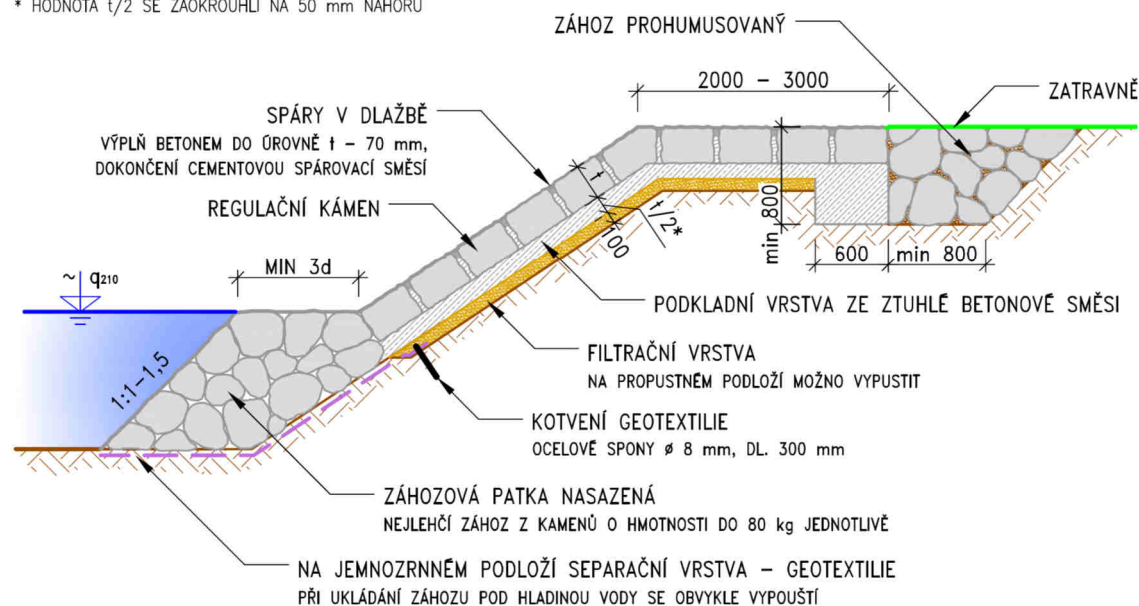 * HODNOTA t/2 SE ZAOKROUHLÍ NA 50 mm NAHORU
ZÁHOZ PROHUMUSOVANÝ
2000 – 3000
ZATRAVNĚ
SPÁRY V DLAŽBĚ
VÝPLŇ BETONEM DO ÚROVNĚ t – 70 mm,
DOKONČENÍ CEMENTOVOU SPÁROVACÍ SMĚSÍ
t
REGULAČNÍ KÁMEN
t/2*
100
min 800
MIN 3d
600
min 800
~ q210
PODKLADNÍ VRSTVA ZE ZTUHLÉ BETONOVÉ SMĚSI
1:1–1,5
FILTRAČNÍ VRSTVA
NA PROPUSTNÉM PODLOŽÍ MOŽNO VYPUSTIT
KOTVENÍ GEOTEXTILIE
OCELOVÉ SPONY ø 8 mm, DL. 300 mm
ZÁHOZOVÁ PATKA NASAZENÁ
NEJLEHČÍ ZÁHOZ Z KAMENŮ O HMOTNOSTI DO 80 kg JEDNOTLIVĚ
NA JEMNOZRNNÉM PODLOŽÍ SEPARAČNÍ VRSTVA – GEOTEXTILIE
PŘI UKLÁDÁNÍ ZÁHOZU POD HLADINOU VODY SE OBVYKLE VYPOUŠTÍ